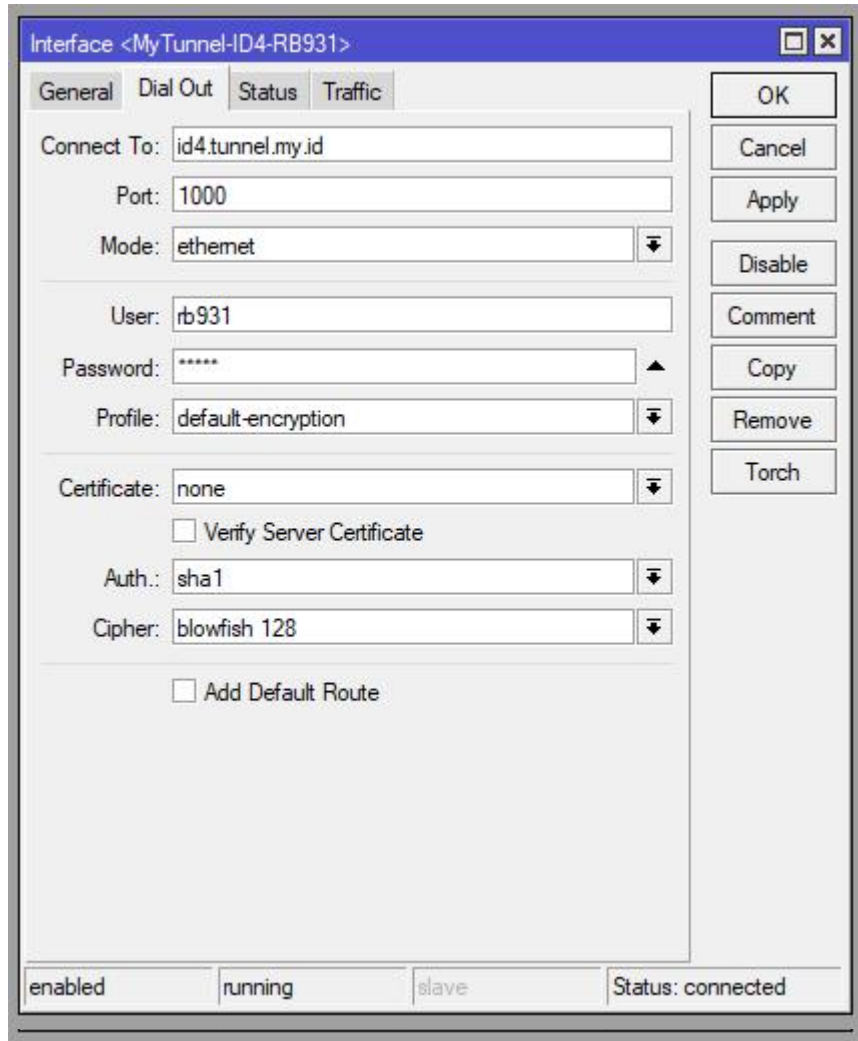 Interface <MyTunnel-ID4-RB931>
General Dial Out Status Traffic
OK
Connect To: id4.tunnel.my.id
Cancel
Port: 1000
Apply
Mode: ethernet
Disable
User: rb931
Comment
Password: *****
Copy
Profile: default-encryption
Remove
Certificate: none
Torch
Verify Server Certificate
Auth.: sha1
Cipher: blowfish 128
Add Default Route
enabled running slave Status: connected